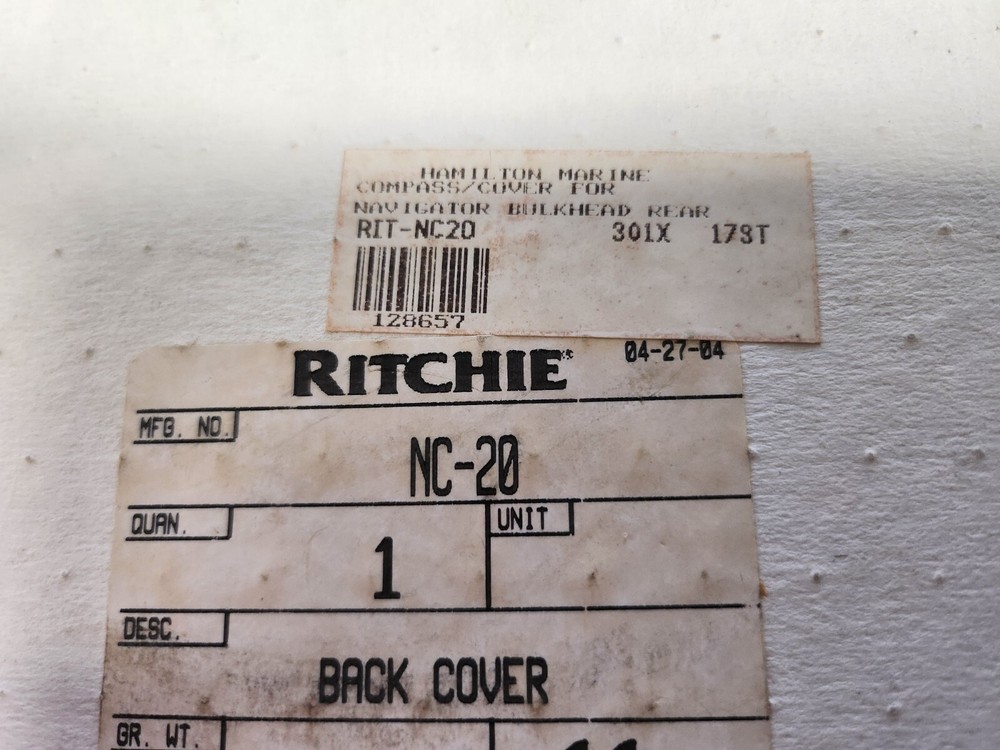 HAMILTON MARINE
COMPASS/COVER FOR
NAVIGATOR BULKHEAD REAR
RIT-NC20 301X 173T
128657
RITCHIE 04-27-04
MFG. NO.
NC-20
QUAN. UNIT
1
DESC.
BACK COVER
GR. WT.